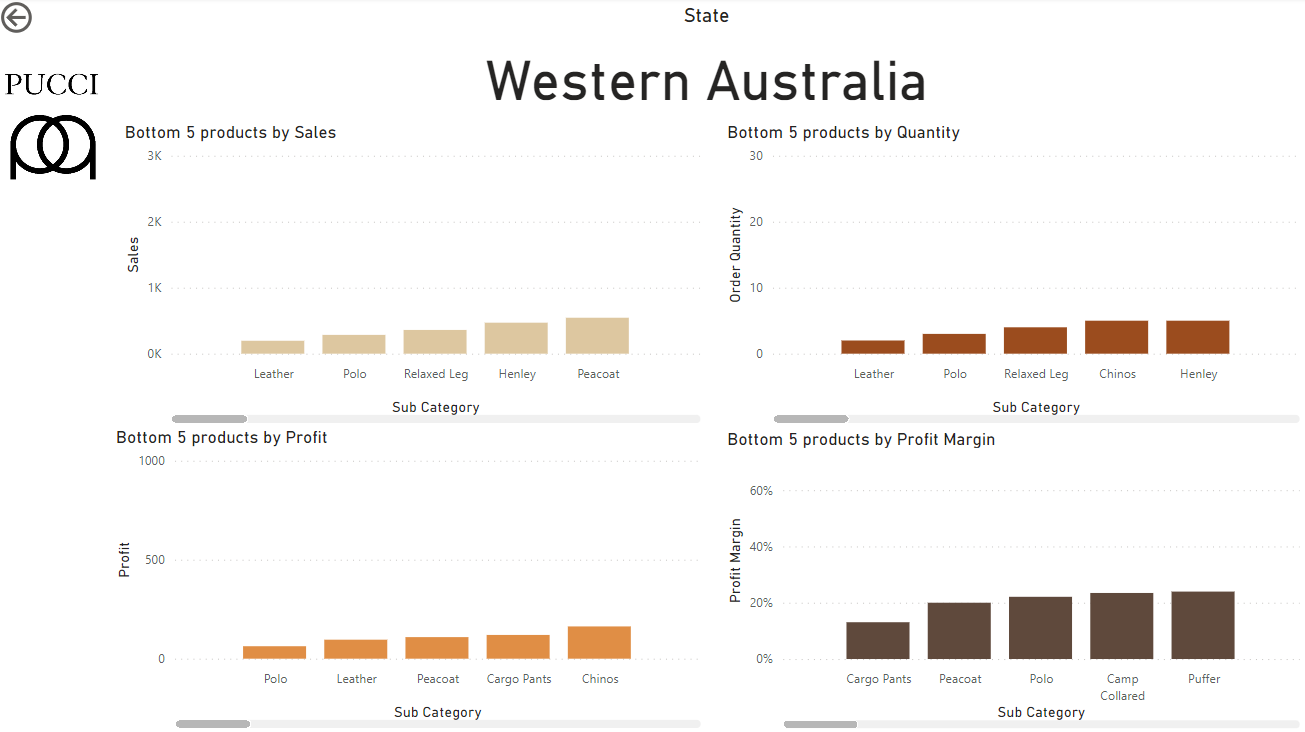 State
PUCCI
Western Australia
Bottom 5 products by Sales
3K
2K
1K
0K
Sales
Leather Polo Relaxed Leg Henley Peacoat
Sub Category
Bottom 5 products by Quantity
30
20
10
0
Order Quantity
Leather Polo Relaxed Leg Chinos Henley
Sub Category
Bottom 5 products by Profit
1000
500
0
Profit
Polo Leather Peacoat Cargo Pants Chinos
Sub Category
Bottom 5 products by Profit Margin
60%
40%
20%
0%
Profit Margin
Cargo Pants Peacoat Polo Camp Puffer
Collared
Sub Category